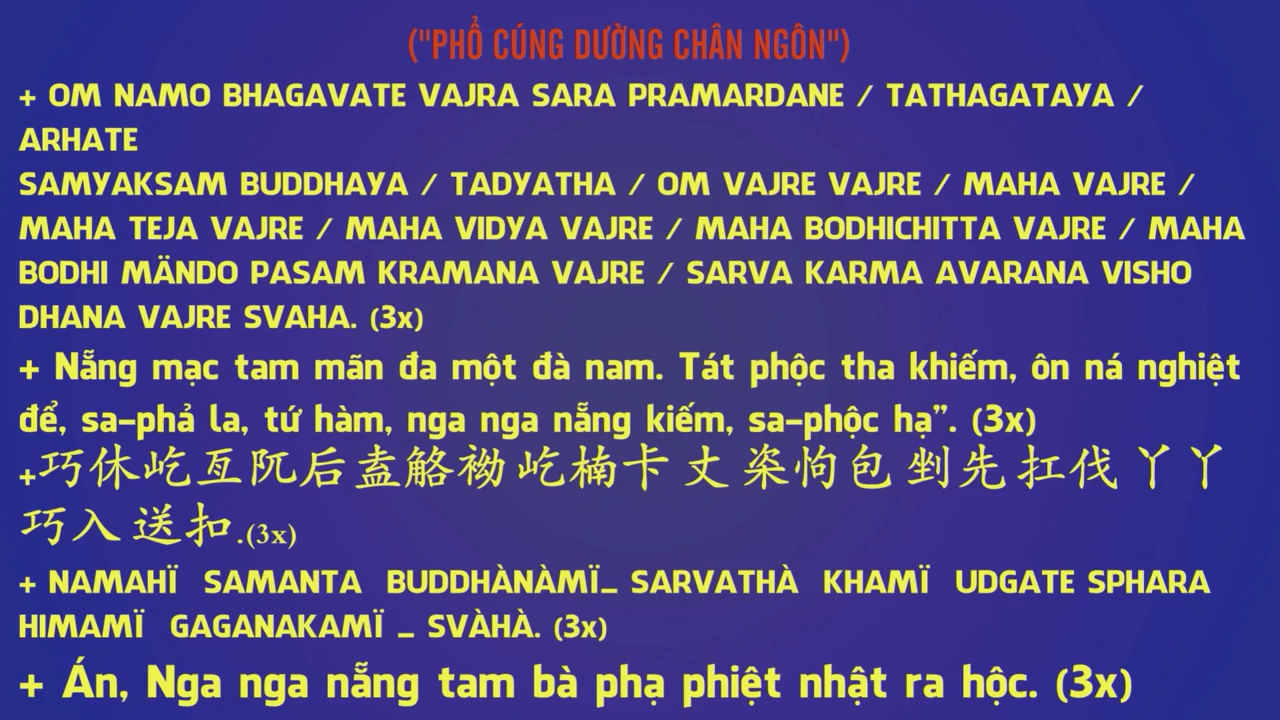 ("PHỔ CÚNG DƯỜNG CHÂN NGÔN")
+ OM NAMO BHAGAVATE VAJRA SARA PRAMARDANE / TATHAGATAYA /
ARHATE
SAMYAKSAM BUDDHAYA / TADYATHA / OM VAJRE VAJRE / MAHA VAJRE /
MAHA TEJA VAJRE / MAHA VIDYA VAJRE / MAHA BODHICHITTA VAJRE / MAHA
BODHI MÄNDO PASAM KRAMANA VAJRE / SARVA KARMA AVARANA VISHO
DHANA VAJRE SVAHA. (3x)
+ Nẵng mạc tam mãn đa một đà nam. Tát phộc tha khiếm, ôn ná nghiệt
để, sa-phả la, tứ hàm, nga nga nẵng kiếm, sa-phộc hạ”. (3x)
+巧休屹亙阢后盍觡袎屹楠卡丈 栥怐包 剉先扛伐丫丫
巧入送扣.(3x)
+ NAMAHÏ SAMANTA BUDDHÀNÀMÏ_ SARVATHÀ KHAMÏ UDGATE SPHARA
HIMAMÏ GAGANAKAMÏ _ SVÀHÀ. (3x)
+ Án, Nga nga nẵng tam bà phạ phiệt nhật ra hộc. (3x)